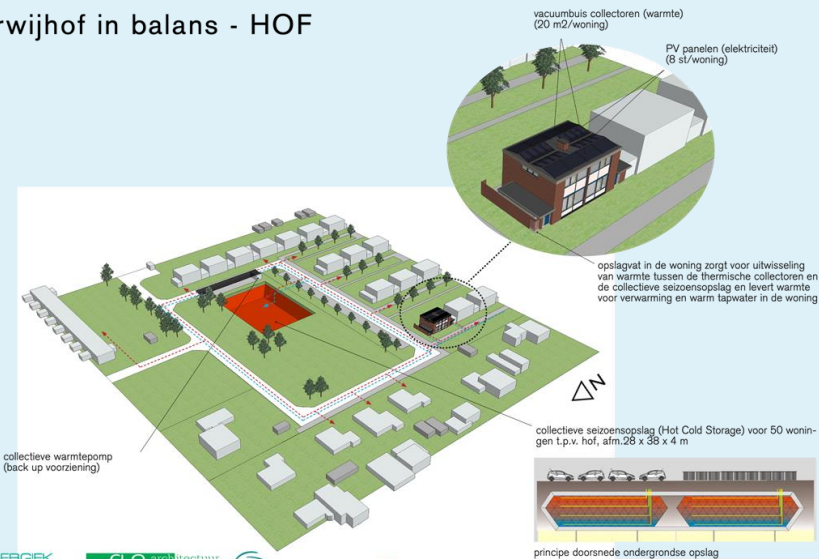 rwijhof in balans - HOF
vacuumbuis collectoren (warmte)
(20 m2/woning)
PV panelen (elektriciteit)
(8 st/woning)
opslagvat in de woning zorgt voor uitwisseling
van warmte tussen de thermische collectoren en
de collectieve seizoensopslag en levert warmte
voor verwarming en warm tapwater in de woning
N
collectieve seizoensopslag (Hot Cold Storage) voor 50 wonin-
gen t.p.v. hof, afm.28 x 38 x 4 m
collectieve warmtepomp
(back up voorziening)
principe doorsnede ondergrondse opslag